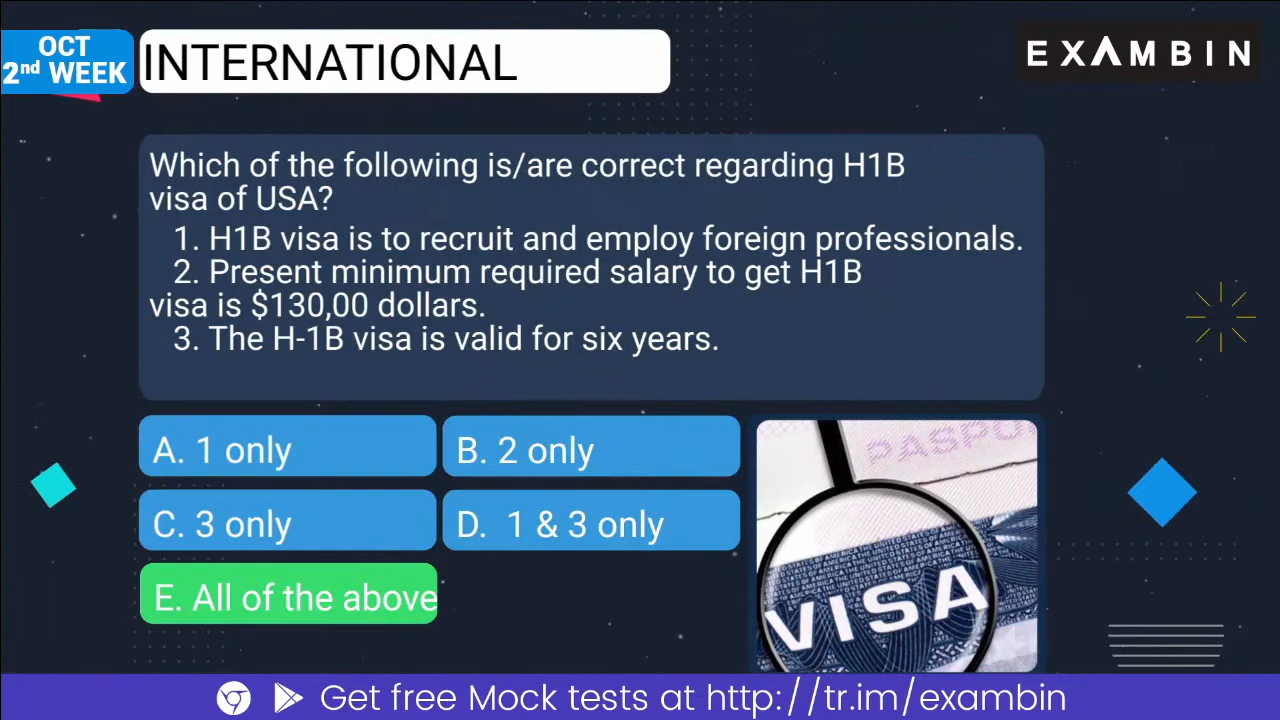 OCT
2nd WEEK
INTERNATIONAL
EXAMBIN
Which of the following is/are correct regarding H1B
visa of USA?
1. H1B visa is to recruit and employ foreign professionals.
2. Present minimum required salary to get H1B
visa is $130,00 dollars.
3. The H-1B visa is valid for six years.
A. 1 only
B. 2 only
C. 3 only
D. 1 & 3 only
E. All of the above
PASPO
VISA
Get free Mock tests at http://tr.im/exambin